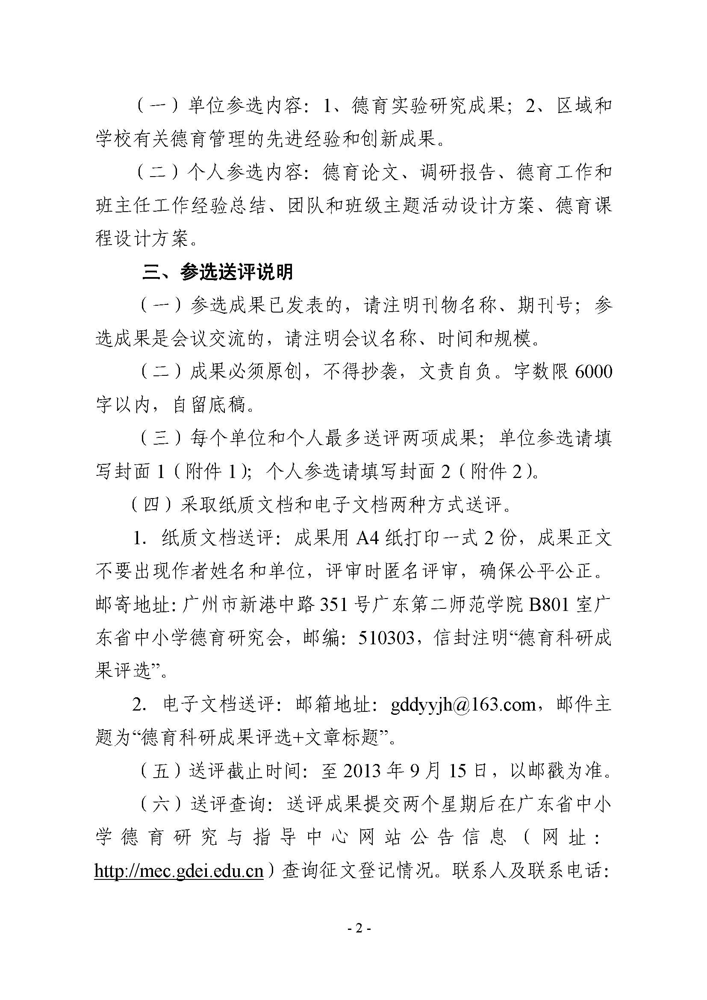 （一）单位参选内容：1、德育实验研究成果；2、区域和
学校有关德育管理的先进经验和创新成果。
（二）个人参选内容：德育论文、调研报告、德育工作和
班主任工作经验总结、团队和班级主题活动设计方案、德育课
程设计方案。
三、参选送评说明
（一）参选成果已发表的，请注明刊物名称、期刊号；参
选成果是会议交流的，请注明会议名称、时间和规模。
（二）成果必须原创，不得抄袭，文责自负。字数限 6000
字以内，自留底稿。
（三）每个单位和个人最多送评两项成果；单位参选请填
写封面 1（附件 1）；个人参选请填写封面 2（附件 2）。
（四）采取纸质文档和电子文档两种方式送评。
1. 纸质文档送评：成果用 A4 纸打印一式 2 份，成果正文
不要出现作者姓名和单位，评审时匿名评审，确保公平公正。
邮寄地址：广州市新港中路 351 号广东第二师范学院 B801 室广
东省中小学德育研究会，邮编：510303，信封注明“德育科研成
果评选”。
2. 电子文档送评：邮箱地址：gddyyjh@163.com，邮件主
题为“德育科研成果评选+文章标题”。
（五）送评截止时间：至 2013 年 9 月 15 日，以邮戳为准。
（六）送评查询：送评成果提交两个星期后在广东省中小
学德育研究与指导中心网站公告信息（网址：
http://mec.gdei.edu.cn）查询征文登记情况。联系人及联系电话：
- 2 -